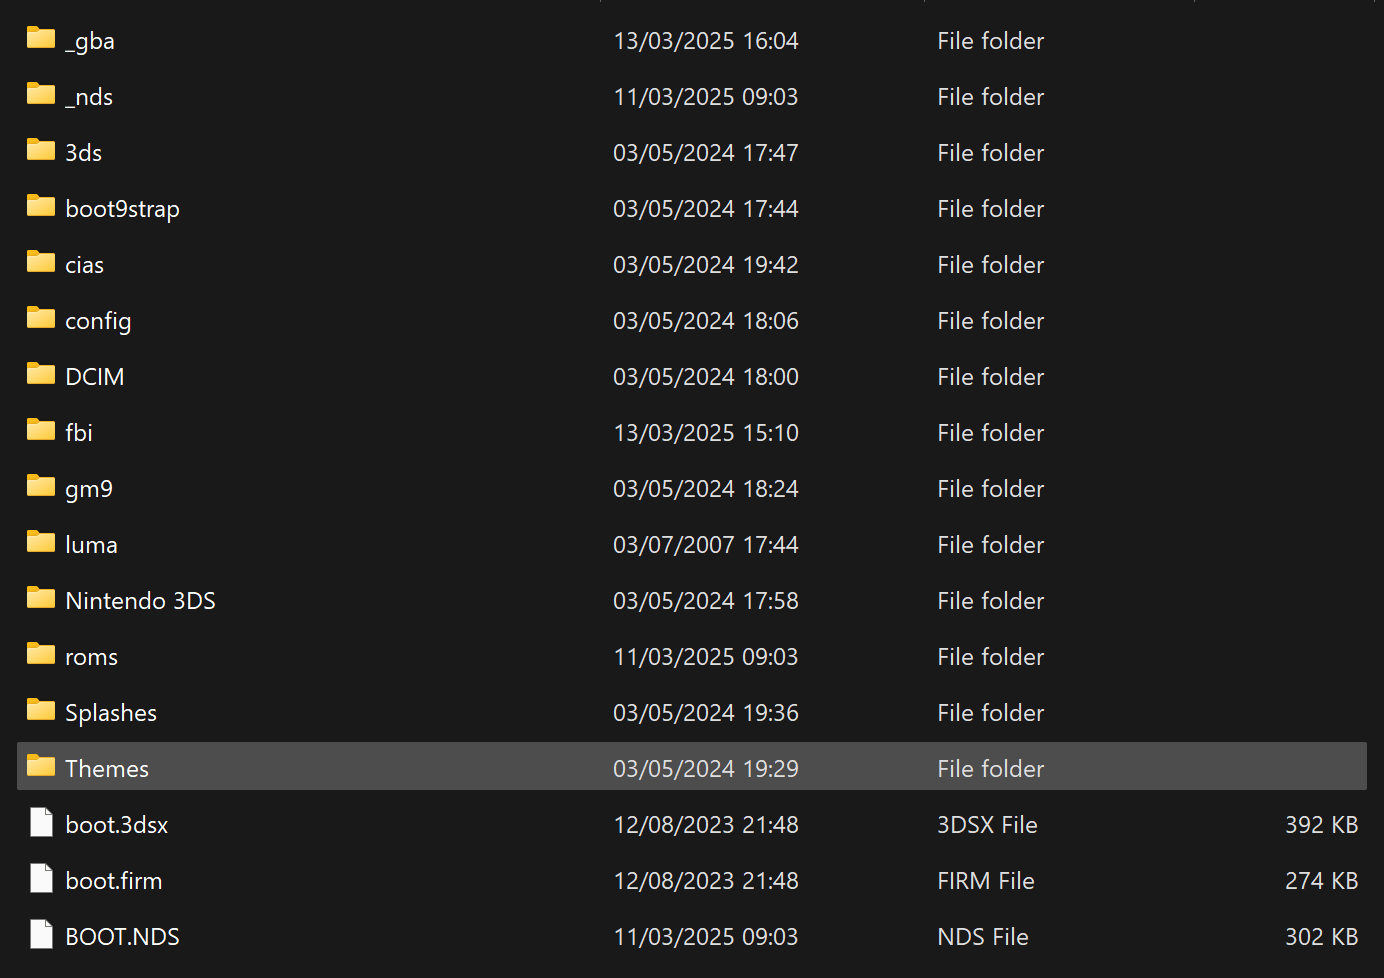 _gba 13/03/2025 16:04 File folder
_nds 11/03/2025 09:03 File folder
3ds 03/05/2024 17:47 File folder
boot9strap 03/05/2024 17:44 File folder
cias 03/05/2024 19:42 File folder
config 03/05/2024 18:06 File folder
DCIM 03/05/2024 18:00 File folder
fbi 13/03/2025 15:10 File folder
gm9 03/05/2024 18:24 File folder
luma 03/07/2007 17:44 File folder
Nintendo 3DS 03/05/2024 17:58 File folder
roms 11/03/2025 09:03 File folder
Splashes 03/05/2024 19:36 File folder
Themes 03/05/2024 19:29 File folder
boot.3dsx 12/08/2023 21:48 3DSX File 392 KB
boot.firm 12/08/2023 21:48 FIRM File 274 KB
BOOT.NDS 11/03/2025 09:03 NDS File 302 KB